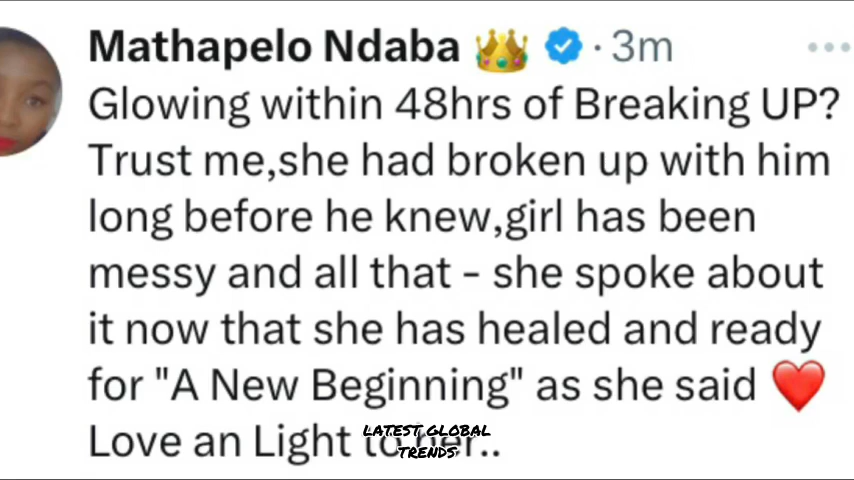 Mathapelo Ndaba 👑 · 3m
Glowing within 48hrs of Breaking UP?
Trust me,she had broken up with him
long before he knew,girl has been
messy and all that - she spoke about
it now that she has healed and ready
for "A New Beginning" as she said ❤️
Love an Light to her..
LATEST GLOBAL
TRENDS